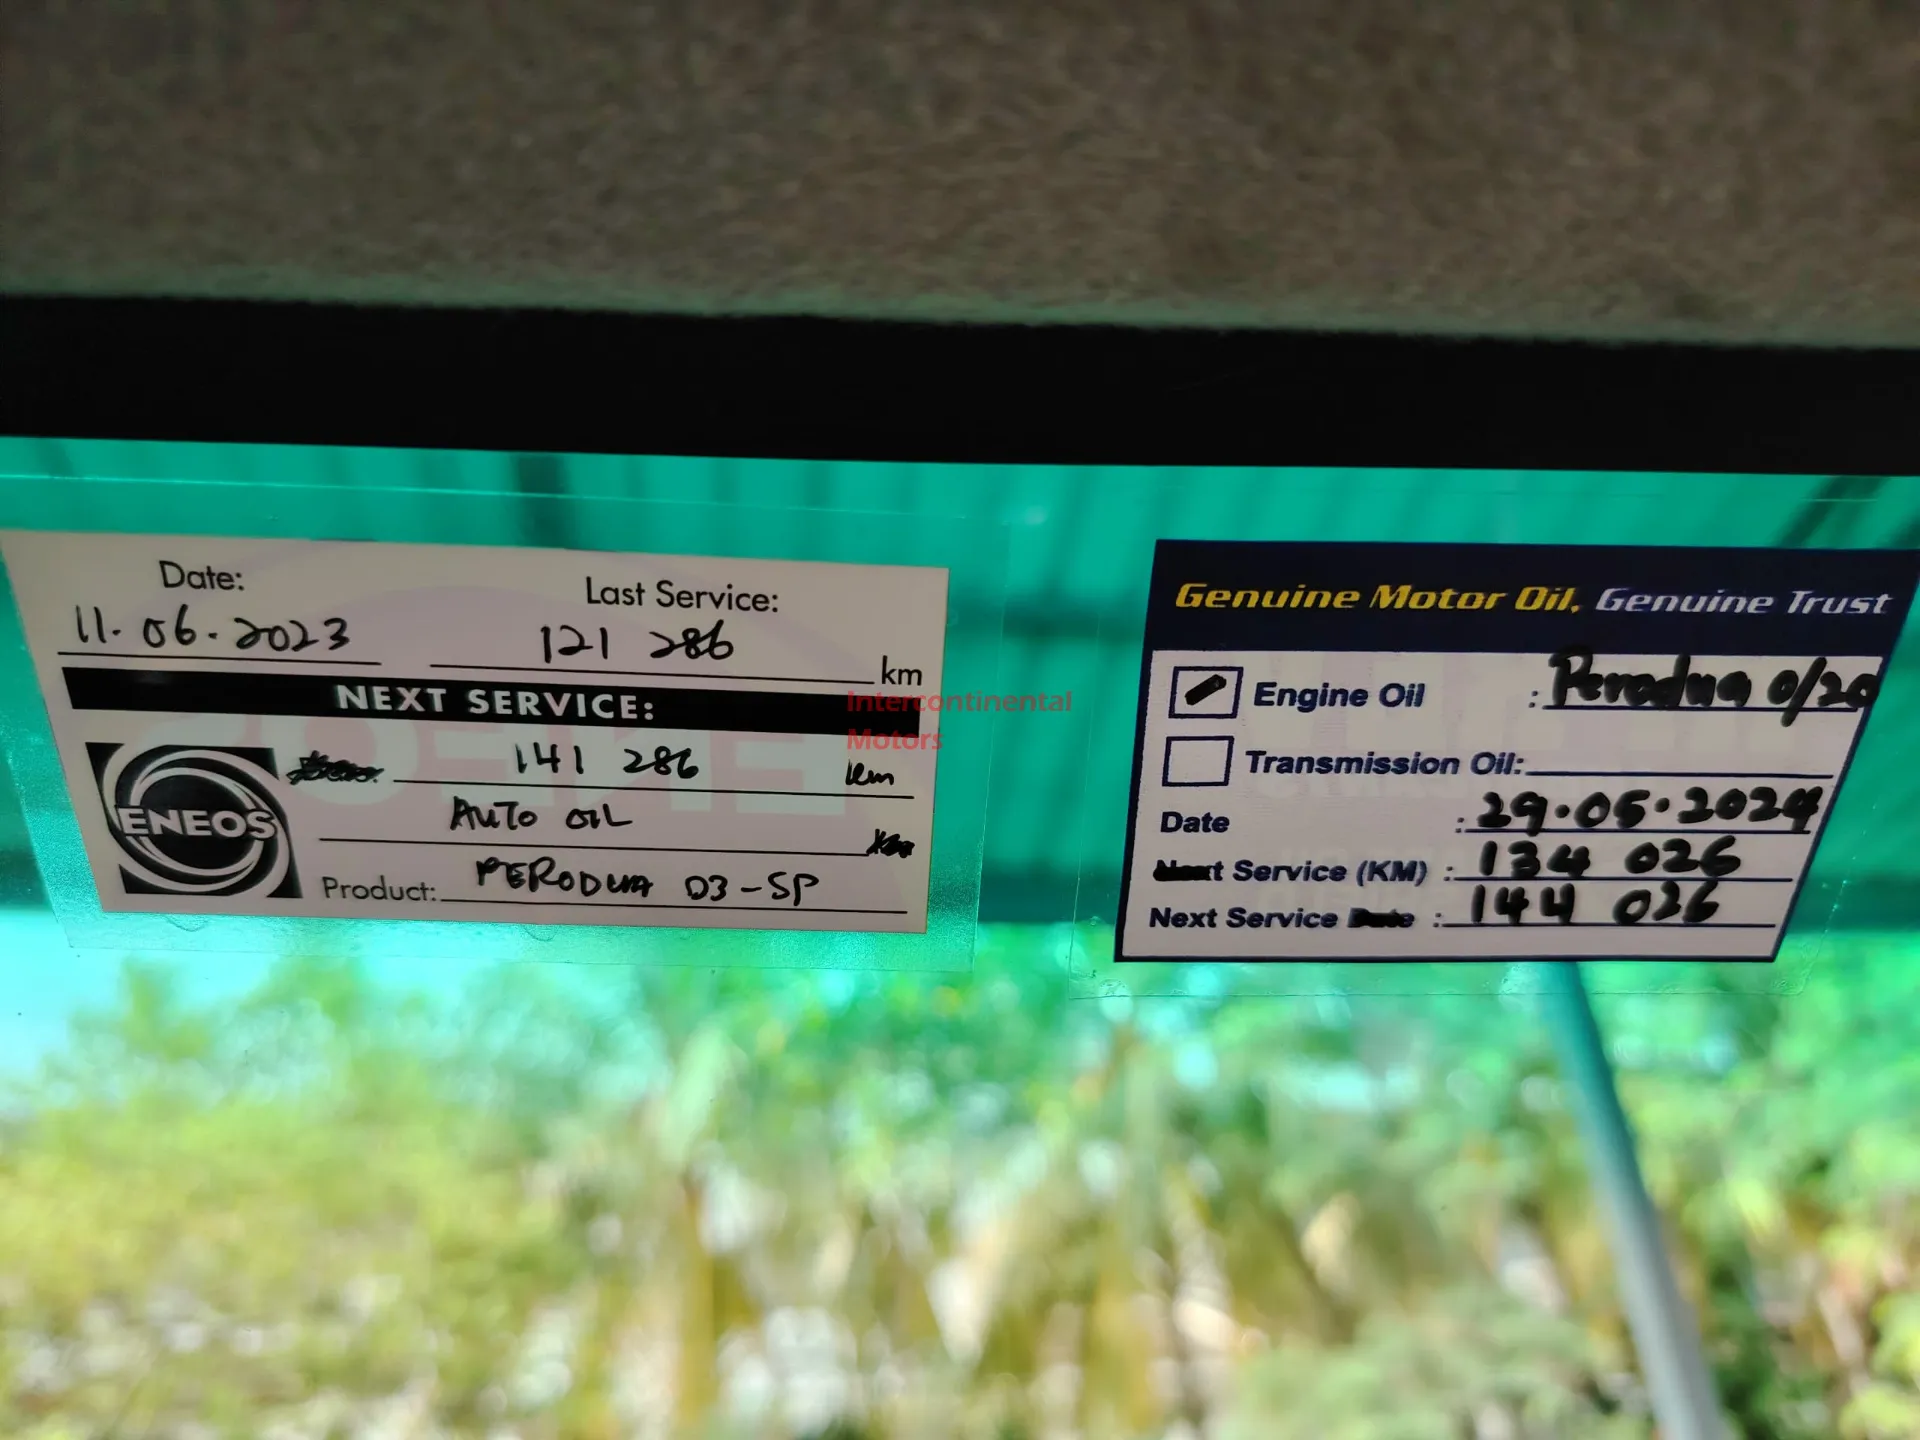 Date:
11.06.2023
Last Service:
121 286
km
NEXT SERVICE:
141 286 km
AUTO OIL
Product: PERODUA D3-SP
ENEOS
Intercontinental
Motors
Genuine Motor Oil, Genuine Trust
Engine Oil : Perodua 0/20
Transmission Oil:
Date : 29.05.2024
Service (KM) : 134 026
Next Service : 144 026